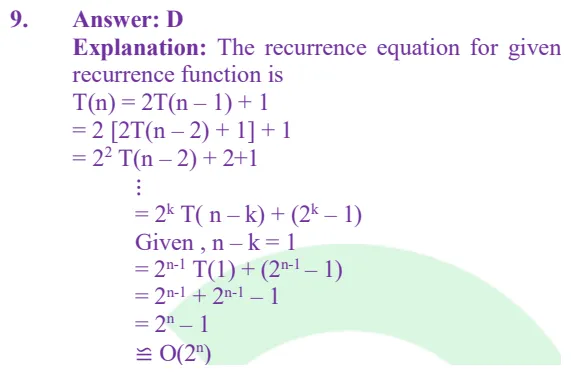 9. Answer: D
Explanation: The recurrence equation for given
recurrence function is
T(n) = 2T(n – 1) + 1
= 2 [2T(n – 2) + 1] + 1
= 2² T(n – 2) + 2+1
⋮
= 2ᵏ T( n – k) + (2ᵏ – 1)
Given , n – k = 1
= 2ⁿ⁻¹ T(1) + (2ⁿ⁻¹ – 1)
= 2ⁿ⁻¹ + 2ⁿ⁻¹ – 1
= 2ⁿ – 1
≌ O(2ⁿ)